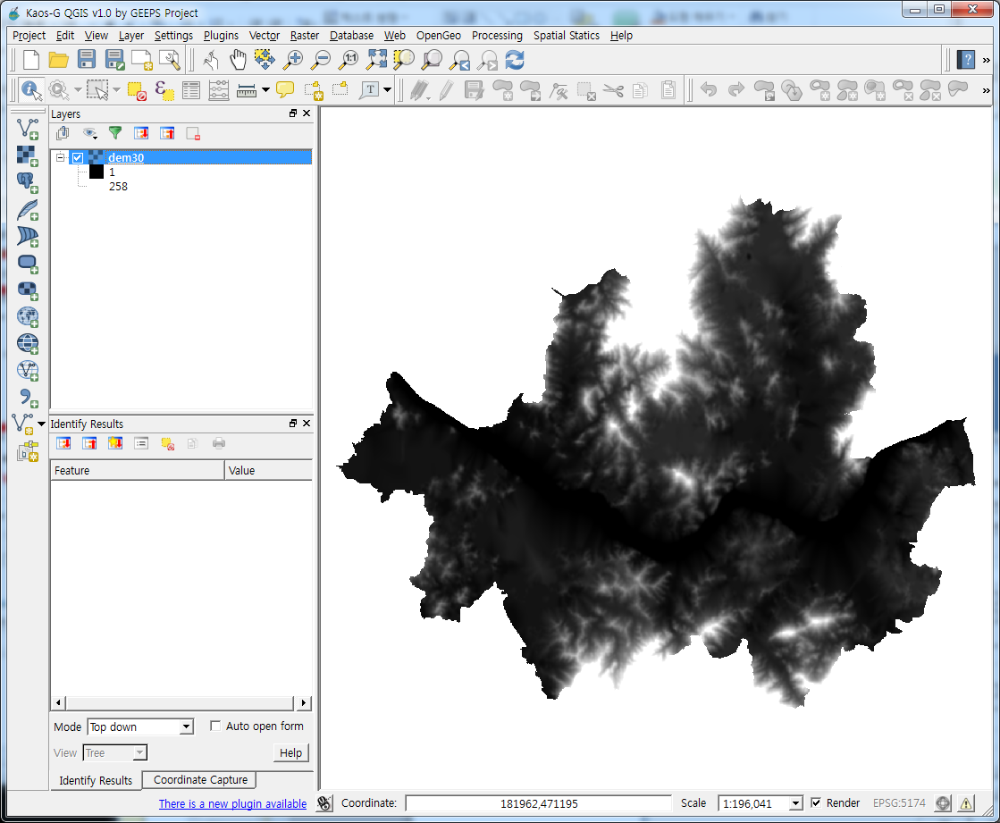 Kaos-G QGIS v1.0 by GEEPS Project
Project Edit View Layer Settings Plugins Vector Raster Database Web OpenGeo Processing Spatial Statics Help
1:1
T
Layers
dem30
1
258
Identify Results
Feature Value
Mode Top down Auto open form
View Tree Help
Identify Results Coordinate Capture
There is a new plugin available Coordinate: 181962,471195 Scale 1:196,041 Render EPSG:5174